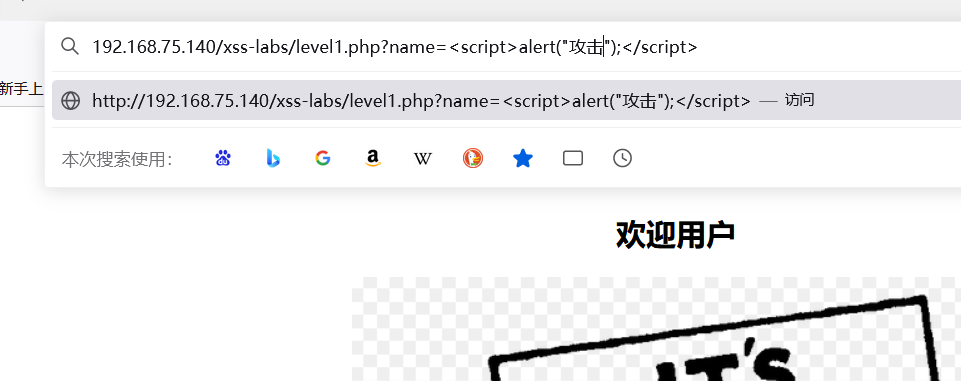 192.168.75.140/xss-labs/level1.php?name=<script>alert("攻击");</script>
新手上
http://192.168.75.140/xss-labs/level1.php?name=<script>alert("攻击");</script> — 访问
本次搜索使用：
欢迎用户
IT'S